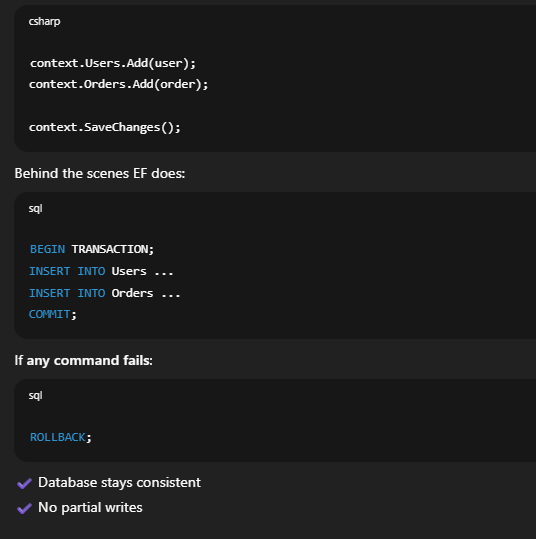 csharp
context.Users.Add(user);
context.Orders.Add(order);
context.SaveChanges();
Behind the scenes EF does:
sql
BEGIN TRANSACTION;
INSERT INTO Users ...
INSERT INTO Orders ...
COMMIT;
If any command fails:
sql
ROLLBACK;
Database stays consistent
No partial writes